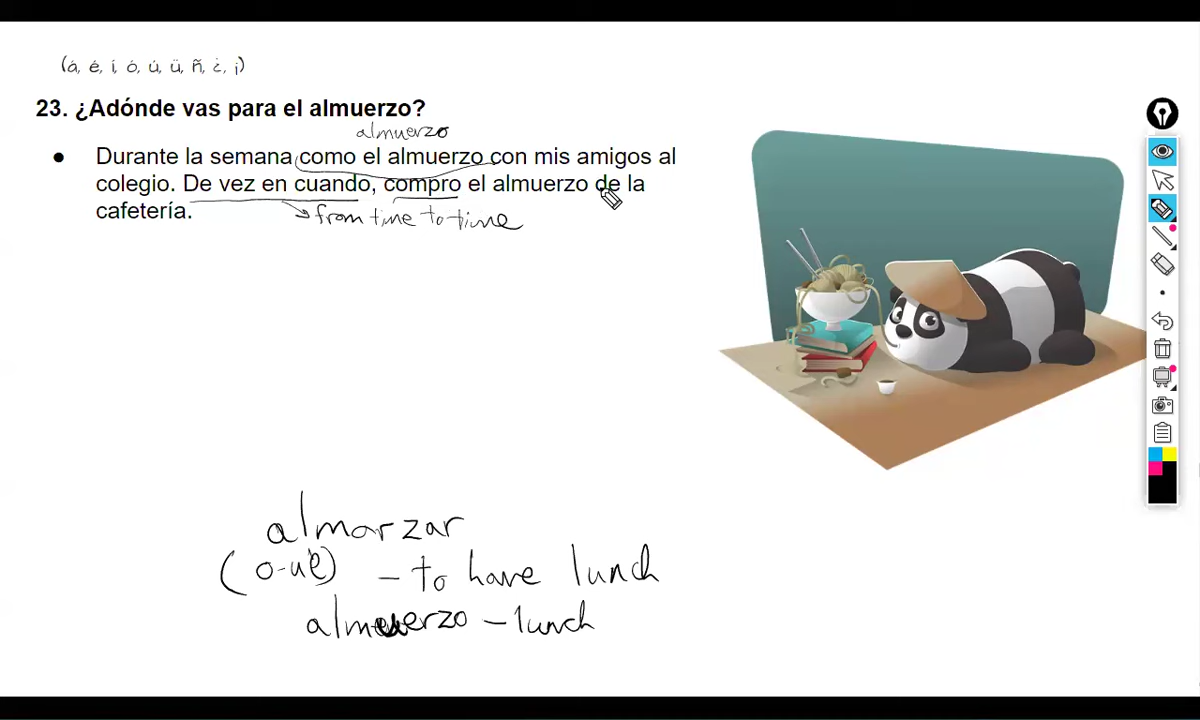 (á, é, í, ó, ú, ü, ñ, ¿, ¡)
23. ¿Adónde vas para el almuerzo?
almuerzo
● Durante la semana como el almuerzo con mis amigos al
colegio. De vez en cuando, compro el almuerzo de la
cafetería.
from time to time
almorzar
(o-ue) - to have lunch
almuerzo - lunch